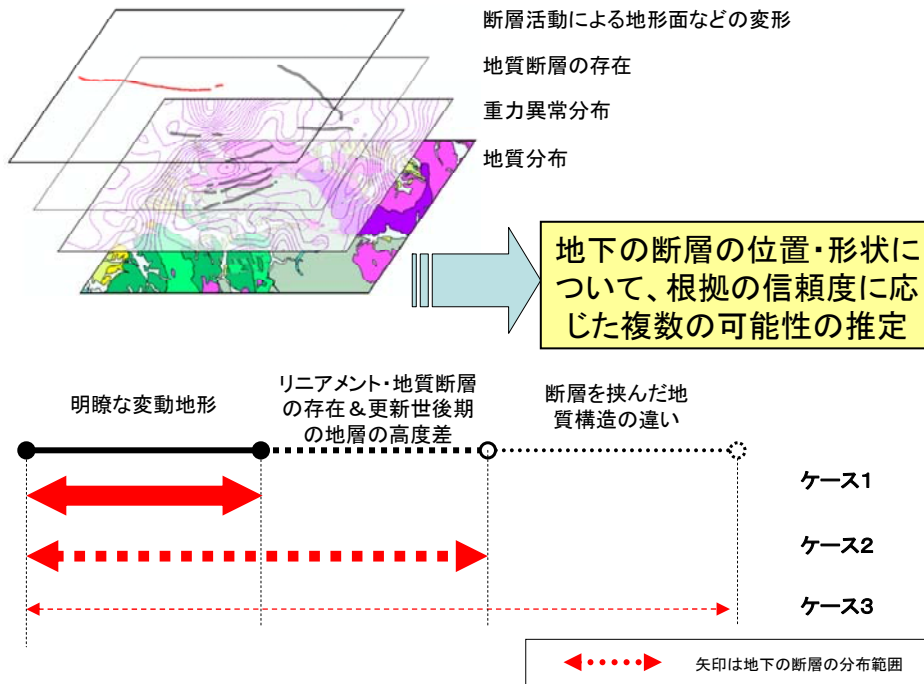 断層活動による地形面などの変形
地質断層の存在
重力異常分布
地質分布
地下の断層の位置・形状に
ついて、根拠の信頼度に応
じた複数の可能性の推定
明瞭な変動地形
リニアメント・地質断層
の存在&更新世後期
の地層の高度差
断層を挟んだ地
質構造の違い
ケース1
ケース2
ケース3
矢印は地下の断層の分布範囲